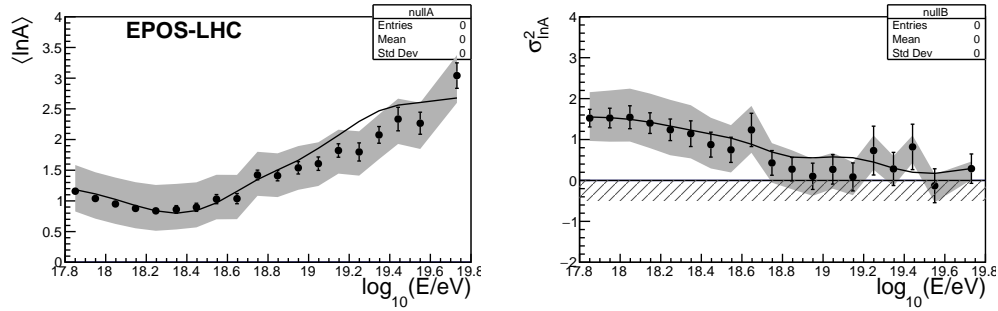 ⟨lnA⟩
4
3.5
3
2.5
2
1.5
1
0.5
0
EPOS-LHC
nullA
Entries 0
Mean 0
Std Dev 0
17.8 18 18.2 18.4 18.6 18.8 19 19.2 19.4 19.6 19.8
log10(E/eV)
σ²lnA
4
3
2
1
0
−1
−2
nullB
Entries 0
Mean 0
Std Dev 0
17.8 18 18.2 18.4 18.6 18.8 19 19.2 19.4 19.6 19.8
log10(E/eV)